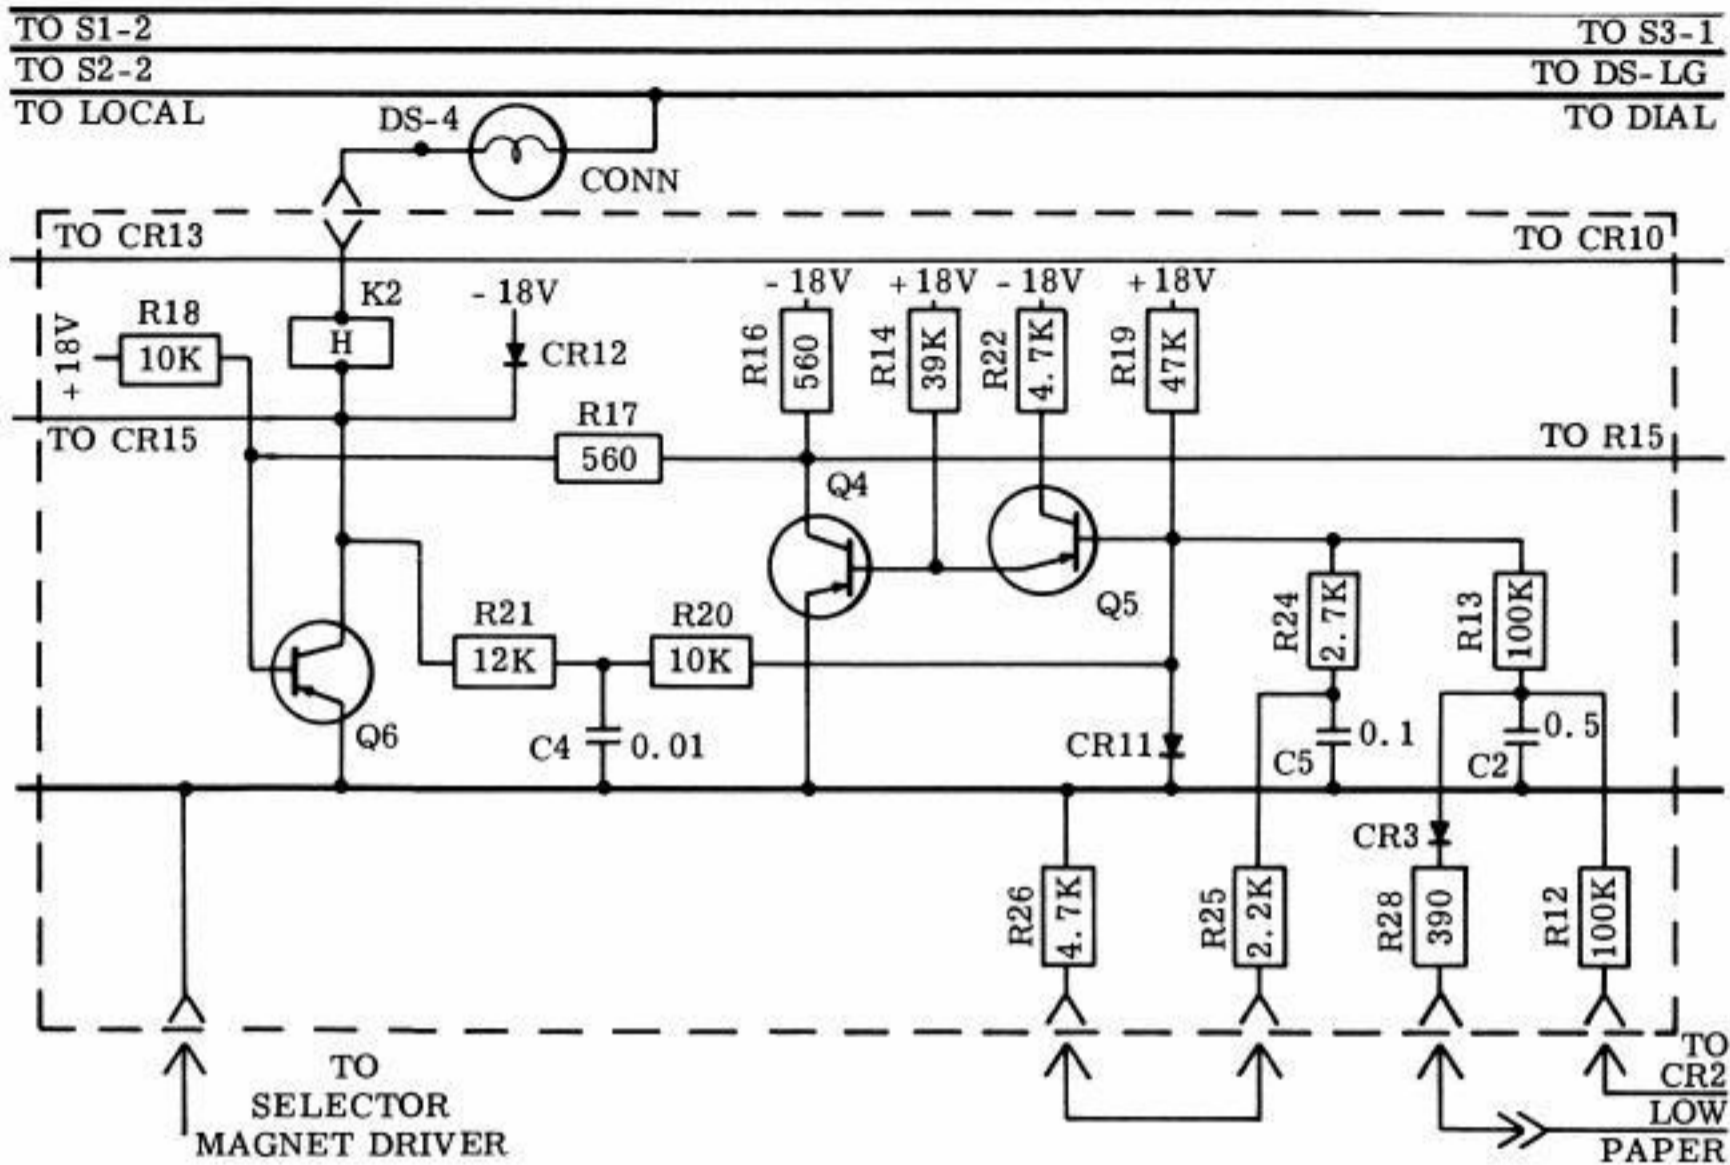 TO S1-2
TO S3-1
TO S2-2
TO DS-LG
TO LOCAL
TO DIAL
DS-4
CONN
TO CR13
TO CR10
K2
- 18V
- 18V
+18V
- 18V
+18V
R18
+18V
10K
H
CR12
R16
560
R14
39K
R22
4.7K
R19
47K
TO CR15
R17
560
TO R15
Q4
Q5
R21
12K
R20
10K
R24
2.7K
R13
100K
Q6
C4
0.01
CR11
C5
0.1
C2
0.5
CR3
R26
4.7K
R25
2.2K
R28
390
R12
100K
TO
SELECTOR
MAGNET DRIVER
TO
CR2
LOW
PAPER